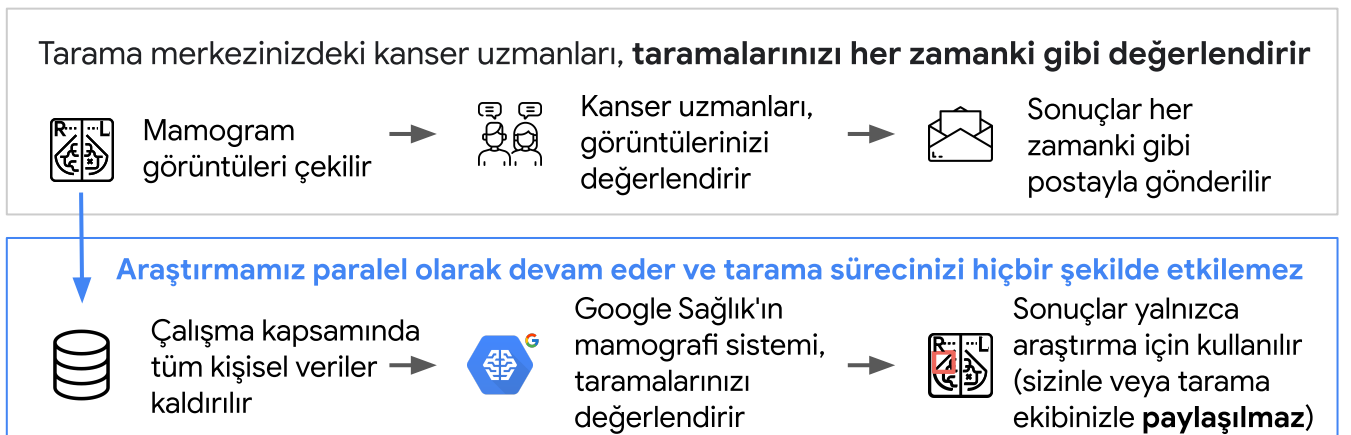 Tarama merkezinizdeki kanser uzmanları, taramalarınızı her zamanki gibi değerlendirir
R L
Mamogram
görüntüleri çekilir
Kanser uzmanları,
görüntülerinizi
değerlendirir
Sonuçlar her
zamanki gibi
postayla gönderilir
Araştırmamız paralel olarak devam eder ve tarama sürecinizi hiçbir şekilde etkilemez
Çalışma kapsamında
tüm kişisel veriler
kaldırılır
G
Google Sağlık'ın
mamografi sistemi,
taramalarınızı
değerlendirir
R L
Sonuçlar yalnızca
araştırma için kullanılır
(sizinle veya tarama
ekibinizle paylaşılmaz)